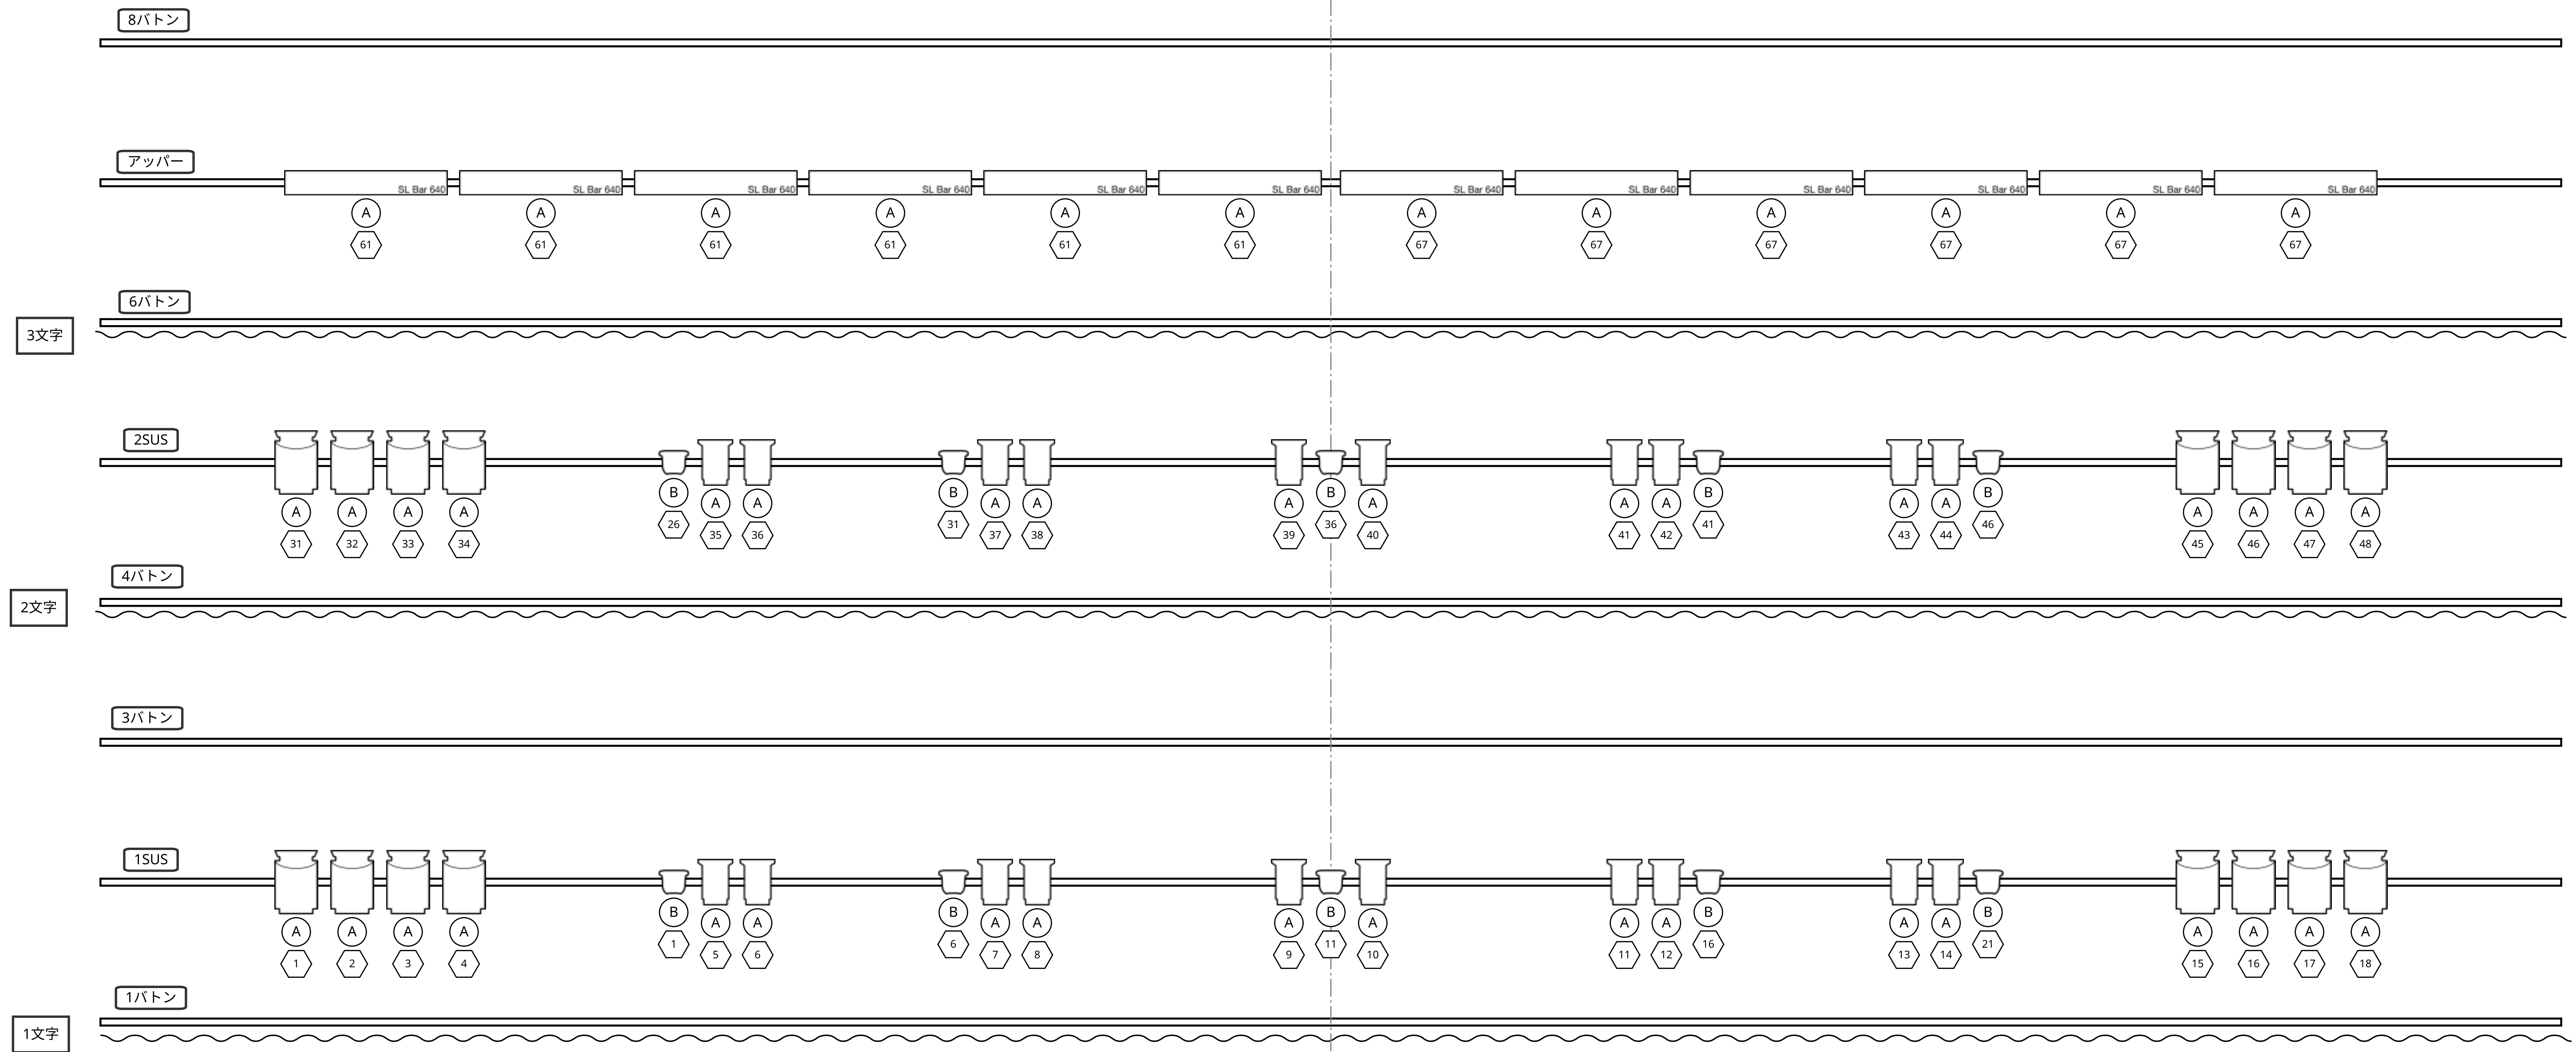 8バトン
アッパー
SL Bar 640 SL Bar 640 SL Bar 640 SL Bar 640 SL Bar 640 SL Bar 640 SL Bar 640 SL Bar 640 SL Bar 640 SL Bar 640 SL Bar 640 SL Bar 640
A A A A A A A A A A A A
61 61 61 61 61 61 67 67 67 67 67 67
6バトン
3文字
2SUS
A A A A B A A B A A A B A A A B A A B A A A A
31 32 33 34 26 35 36 31 37 38 39 36 40 41 42 41 43 44 46 45 46 47 48
4バトン
2文字
3バトン
1SUS
A A A A B A A B A A A B A A A B A A B A A A A
1 2 3 4 1 5 6 6 7 8 9 11 10 11 12 16 13 14 21 15 16 17 18
1バトン
1文字